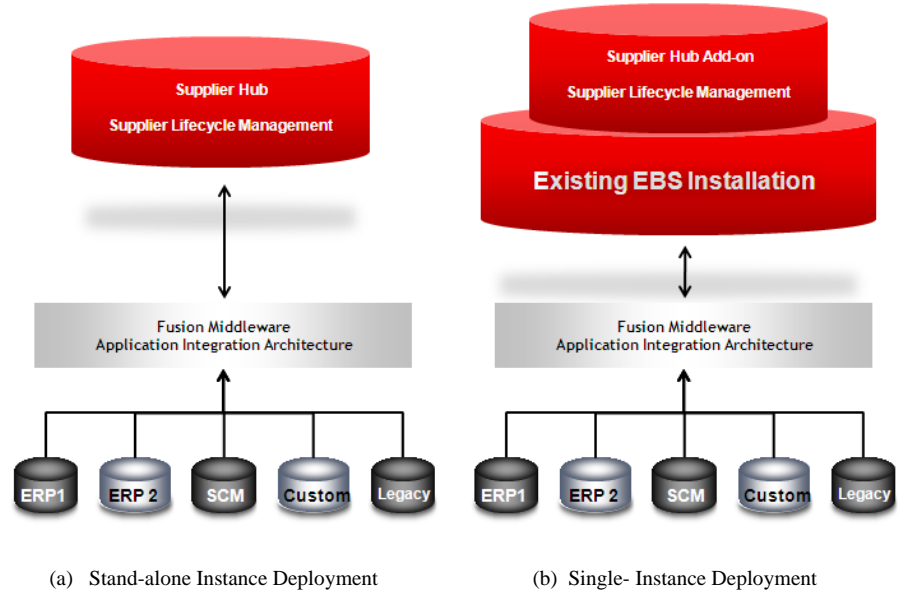 Supplier Hub
Supplier Lifecycle Management
Fusion Middleware
Application Integration Architecture
ERP1
ERP 2
SCM
Custom
Legacy
(a) Stand-alone Instance Deployment
Supplier Hub Add-on
Supplier Lifecycle Management
Existing EBS Installation
Fusion Middleware
Application Integration Architecture
ERP1
ERP 2
SCM
Custom
Legacy
(b) Single- Instance Deployment